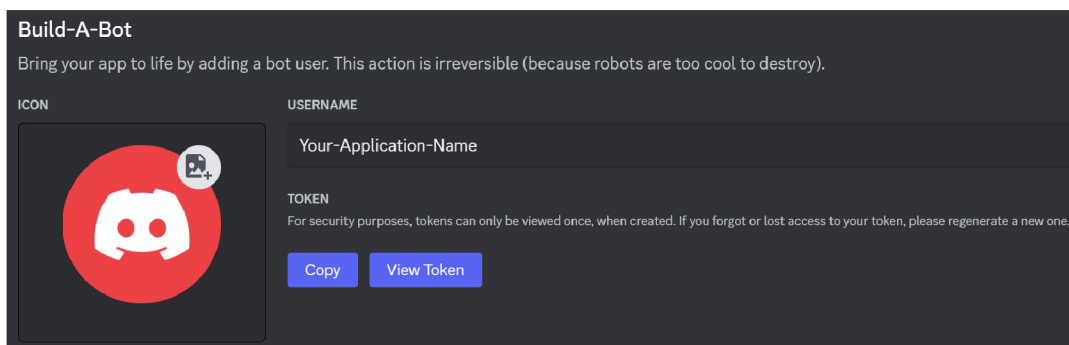 Build-A-Bot
Bring your app to life by adding a bot user. This action is irreversible (because robots are too cool to destroy).
ICON
USERNAME
Your-Application-Name
TOKEN
For security purposes, tokens can only be viewed once, when created. If you forgot or lost access to your token, please regenerate a new one.
Copy
View Token